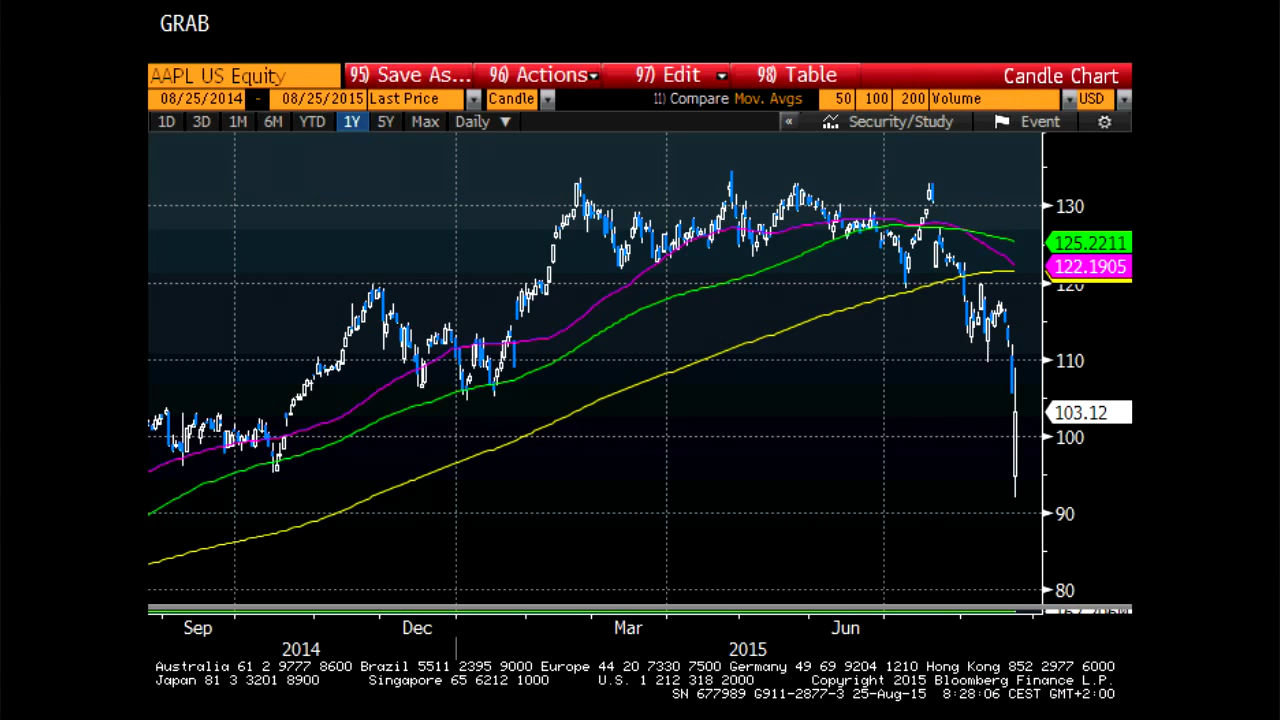 GRAB
AAPL US Equity 95) Save As... 96) Actions 97) Edit 98) Table Candle Chart
08/25/2014 - 08/25/2015 Last Price Candle 11) Compare Mov. Avgs 50 100 200 Volume USD
1D 3D 1M 6M YTD 1Y 5Y Max Daily ▼ « Security/Study Event
130
125.2211
122.1905
120
110
103.12
100
90
80
Sep Dec Mar Jun
2014 2015
Australia 61 2 9777 8600 Brazil 5511 2395 9000 Europe 44 20 7330 7500 Germany 49 69 9204 1210 Hong Kong 852 2977 6000
Japan 81 3 3201 8900 Singapore 65 6212 1000 U.S. 1 212 318 2000 Copyright 2015 Bloomberg Finance L.P.
SN 677989 G911-2877-3 25-Aug-15 8:28:06 CEST GMT+2:00